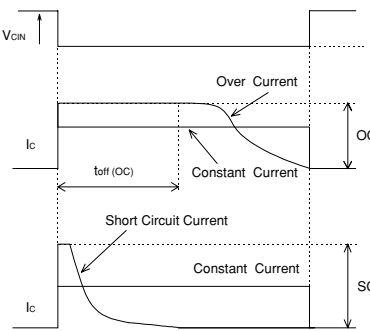 VCIN
Over Current
OC
IC
toff (OC)
Constant Current
Short Circuit Current
Constant Current
SC
IC